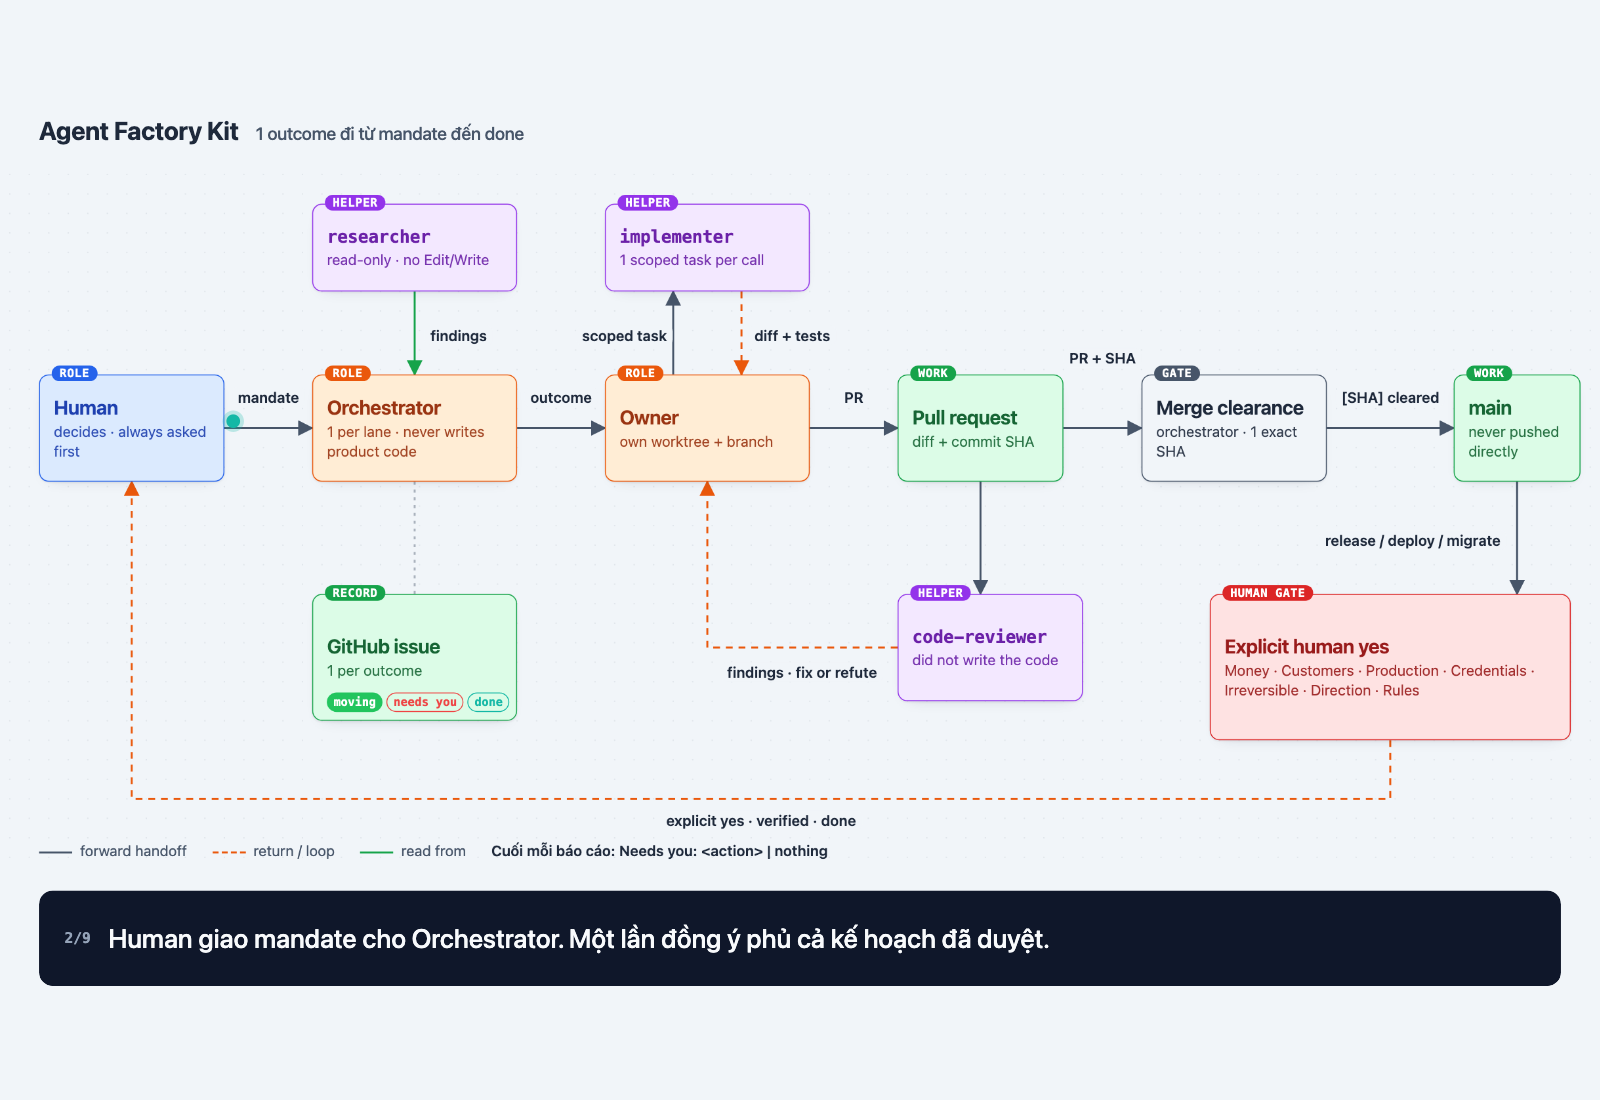 Agent Factory Kit 1 outcome đi từ mandate đến done
HELPER
researcher
read-only · no Edit/Write
HELPER
implementer
1 scoped task per call
findings
scoped task
diff + tests
ROLE
Human
decides · always asked
first
mandate
ROLE
Orchestrator
1 per lane · never writes
product code
outcome
ROLE
Owner
own worktree + branch
PR
WORK
Pull request
diff + commit SHA
PR + SHA
GATE
Merge clearance
orchestrator · 1 exact
SHA
[SHA] cleared
WORK
main
never pushed
directly
release / deploy / migrate
RECORD
GitHub issue
1 per outcome
moving needs you done
HELPER
code-reviewer
did not write the code
findings · fix or refute
HUMAN GATE
Explicit human yes
Money · Customers · Production · Credentials ·
Irreversible · Direction · Rules
explicit yes · verified · done
forward handoff return / loop read from Cuối mỗi báo cáo: Needs you: <action> | nothing
2/9 Human giao mandate cho Orchestrator. Một lần đồng ý phủ cả kế hoạch đã duyệt.